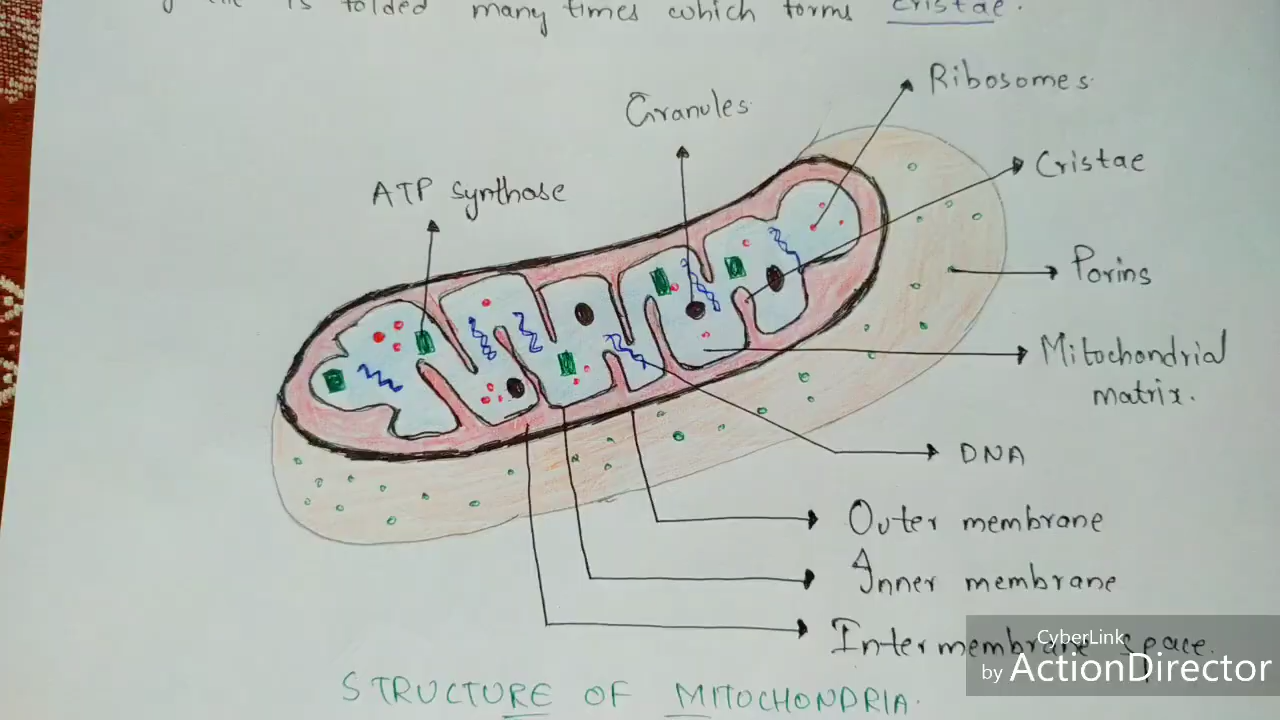 is folded many times which forms cristae.
Ribosomes
Granules
Cristae
ATP synthase
Porins
Mitochondrial
matrix.
DNA
Outer membrane
Inner membrane
Intermembrane space.
CyberLink
by ActionDirector
STRUCTURE OF MITOCHONDRIA.